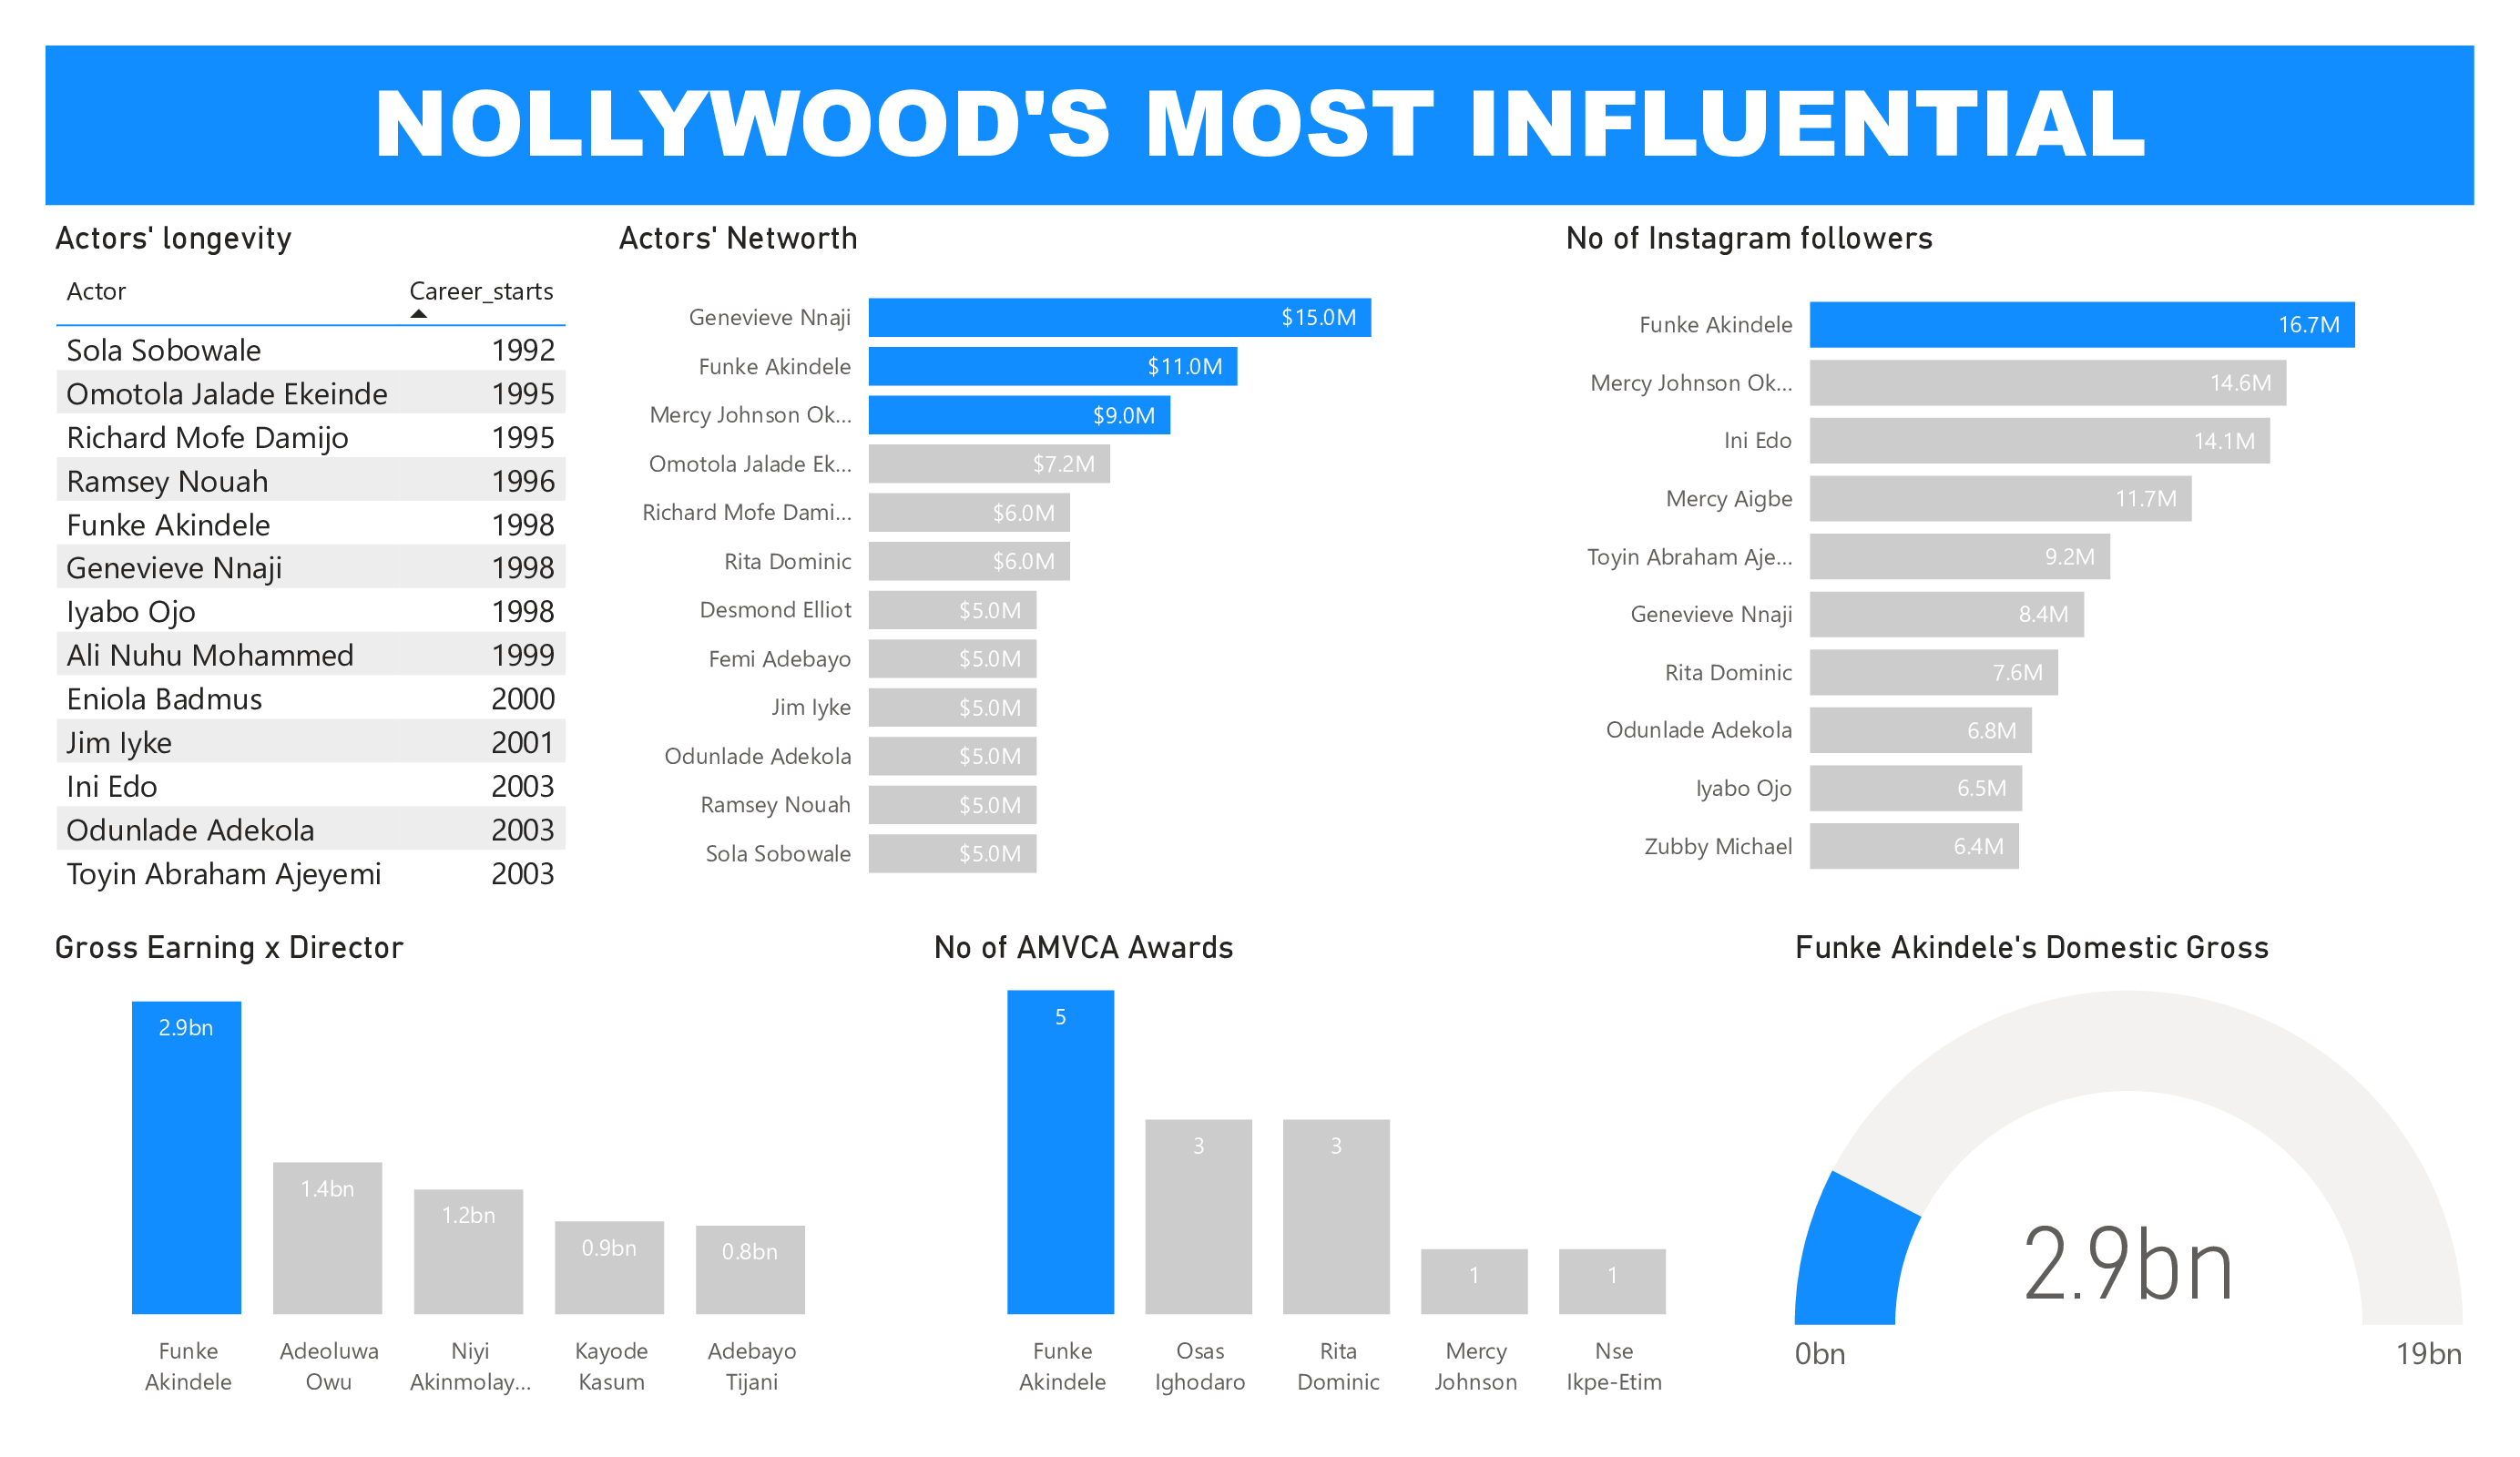 NOLLYWOOD'S MOST INFLUENTIAL
Actors' longevity
Actor Career_starts
Sola Sobowale 1992
Omotola Jalade Ekeinde 1995
Richard Mofe Damijo 1995
Ramsey Nouah 1996
Funke Akindele 1998
Genevieve Nnaji 1998
Iyabo Ojo 1998
Ali Nuhu Mohammed 1999
Eniola Badmus 2000
Jim Iyke 2001
Ini Edo 2003
Odunlade Adekola 2003
Toyin Abraham Ajeyemi 2003
Actors' Networth
Genevieve Nnaji $15.0M
Funke Akindele $11.0M
Mercy Johnson Ok... $9.0M
Omotola Jalade Ek... $7.2M
Richard Mofe Dami... $6.0M
Rita Dominic $6.0M
Desmond Elliot $5.0M
Femi Adebayo $5.0M
Jim Iyke $5.0M
Odunlade Adekola $5.0M
Ramsey Nouah $5.0M
Sola Sobowale $5.0M
No of Instagram followers
Funke Akindele 16.7M
Mercy Johnson Ok... 14.6M
Ini Edo 14.1M
Mercy Aigbe 11.7M
Toyin Abraham Aje... 9.2M
Genevieve Nnaji 8.4M
Rita Dominic 7.6M
Odunlade Adekola 6.8M
Iyabo Ojo 6.5M
Zubby Michael 6.4M
Gross Earning x Director
2.9bn
1.4bn
1.2bn
0.9bn
0.8bn
Funke
Akindele
Adeoluwa
Owu
Niyi
Akinmolay...
Kayode
Kasum
Adebayo
Tijani
No of AMVCA Awards
5
3
3
1
1
Funke
Akindele
Osas
Ighodaro
Rita
Dominic
Mercy
Johnson
Nse
Ikpe-Etim
Funke Akindele's Domestic Gross
2.9bn
0bn 19bn